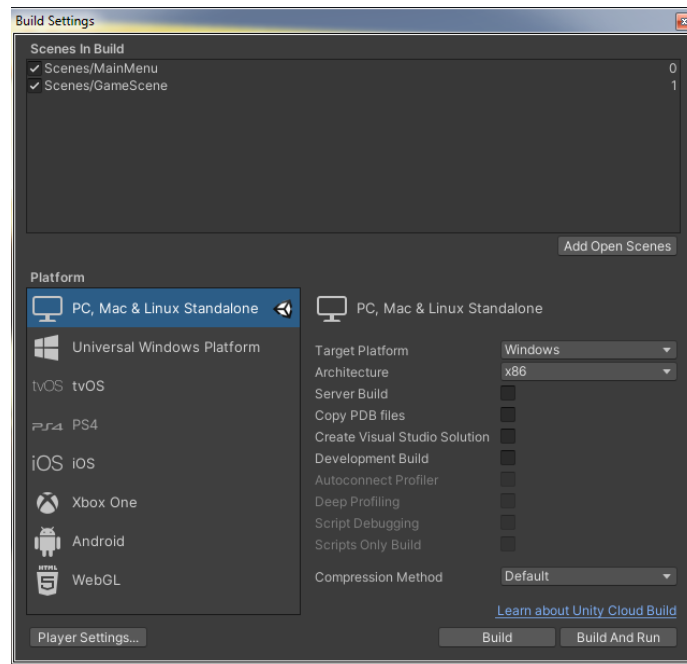 Build Settings
Scenes In Build
Scenes/MainMenu 0
Scenes/GameScene 1
Add Open Scenes
Platform
PC, Mac & Linux Standalone
Universal Windows Platform
tvOS tvOS
PS4 PS4
iOS iOS
Xbox One
Android
HTML 5 WebGL
PC, Mac & Linux Standalone
Target Platform Windows
Architecture x86
Server Build
Copy PDB files
Create Visual Studio Solution
Development Build
Autoconnect Profiler
Deep Profiling
Script Debugging
Scripts Only Build
Compression Method Default
Learn about Unity Cloud Build
Player Settings...
Build
Build And Run